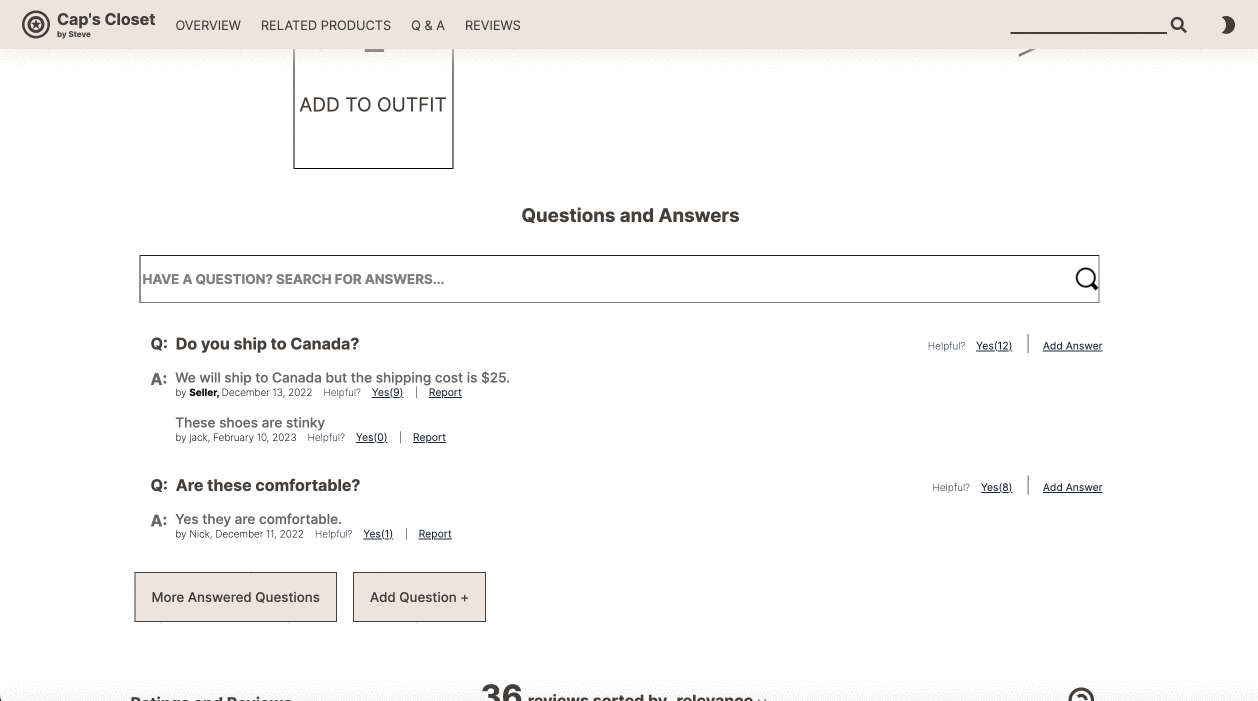 Cap's Closet
by Steve
OVERVIEW RELATED PRODUCTS Q & A REVIEWS
ADD TO OUTFIT
Questions and Answers
HAVE A QUESTION? SEARCH FOR ANSWERS...
Q: Do you ship to Canada? Helpful? Yes(12) Add Answer
A: We will ship to Canada but the shipping cost is $25.
by Seller, December 13, 2022 Helpful? Yes(9) Report
These shoes are stinky
by jack, February 10, 2023 Helpful? Yes(0) Report
Q: Are these comfortable? Helpful? Yes(8) Add Answer
A: Yes they are comfortable.
by Nick, December 11, 2022 Helpful? Yes(1) Report
More Answered Questions Add Question +
Ratings and Reviews 36 reviews sorted by relevance